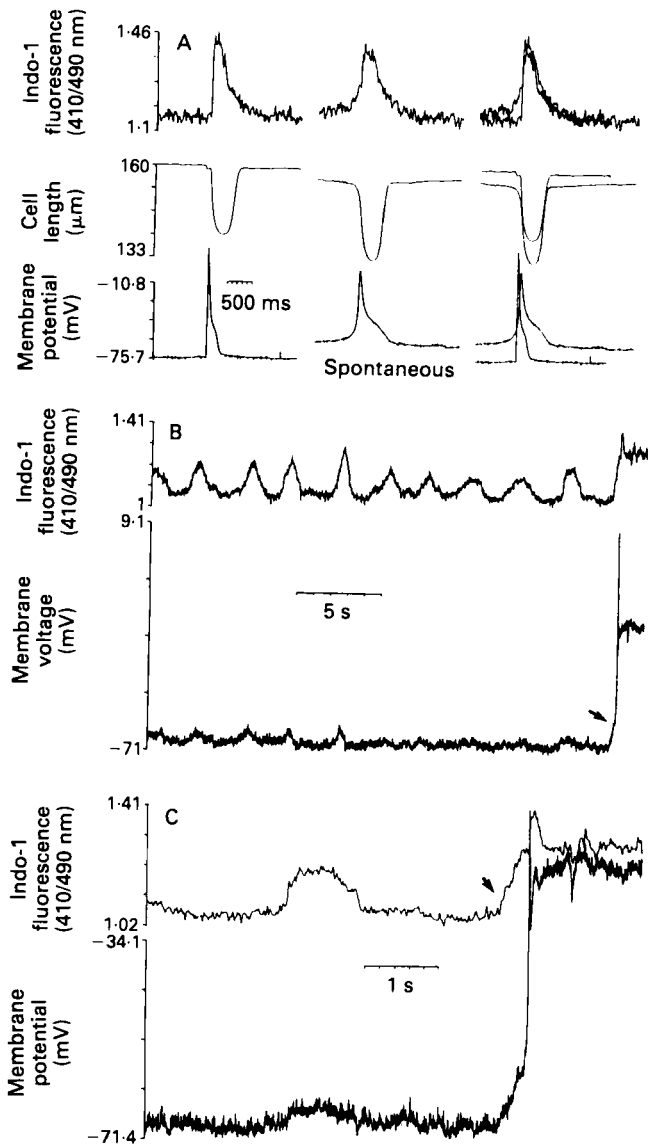 A
Indo-1
fluorescence
(410/490 nm)
1·46
1·1
Cell
length
(μm)
160
133
Membrane
potential
(mV)
−10·8
−75·7
500 ms
Spontaneous
B
Indo-1
fluorescence
(410/490 nm)
1·41
1
Membrane
voltage
(mV)
9·1
−71
5 s
C
Indo-1
fluorescence
(410/490 nm)
1·41
1·02
Membrane
potential
(mV)
−34·1
−71·4
1 s